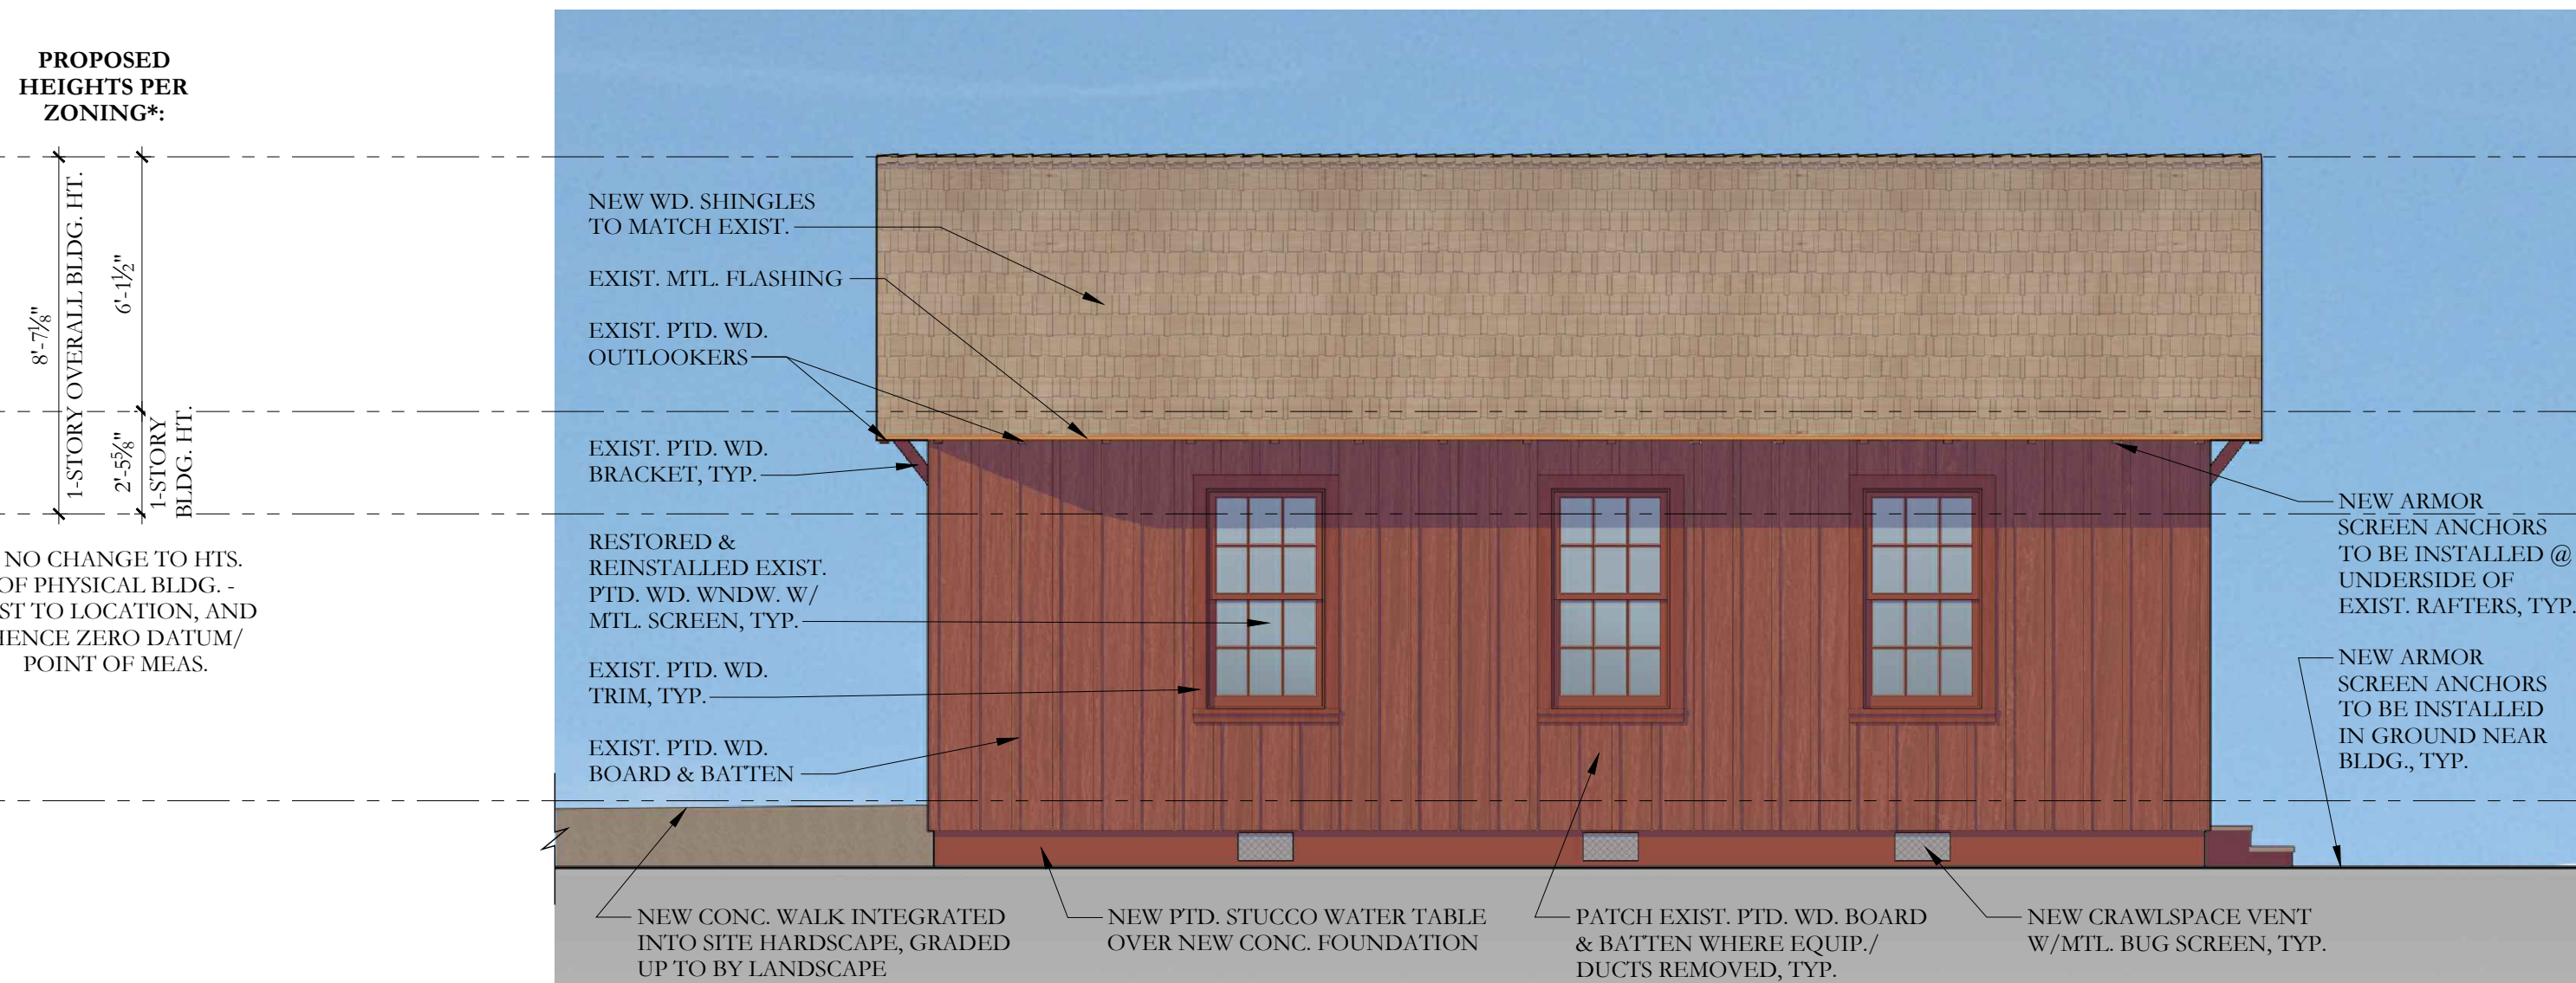 PROPOSED
HEIGHTS PER
ZONING*:
8'-7⅛"
1-STORY OVERALL BLDG. HT.
6'-1½"
2'-5⅝"
1-STORY
BLDG. HT.
NO CHANGE TO HTS.
OF PHYSICAL BLDG. -
ST TO LOCATION, AND
HENCE ZERO DATUM/
POINT OF MEAS.
NEW WD. SHINGLES
TO MATCH EXIST.
EXIST. MTL. FLASHING
EXIST. PTD. WD.
OUTLOOKERS
EXIST. PTD. WD.
BRACKET, TYP.
RESTORED &
REINSTALLED EXIST.
PTD. WD. WNDW. W/
MTL. SCREEN, TYP.
EXIST. PTD. WD.
TRIM, TYP.
EXIST. PTD. WD.
BOARD & BATTEN
NEW ARMOR
SCREEN ANCHORS
TO BE INSTALLED @
UNDERSIDE OF
EXIST. RAFTERS, TYP.
NEW ARMOR
SCREEN ANCHORS
TO BE INSTALLED
IN GROUND NEAR
BLDG., TYP.
NEW CONC. WALK INTEGRATED
INTO SITE HARDSCAPE, GRADED
UP TO BY LANDSCAPE
NEW PTD. STUCCO WATER TABLE
OVER NEW CONC. FOUNDATION
PATCH EXIST. PTD. WD. BOARD
& BATTEN WHERE EQUIP./
DUCTS REMOVED, TYP.
NEW CRAWLSPACE VENT
W/MTL. BUG SCREEN, TYP.